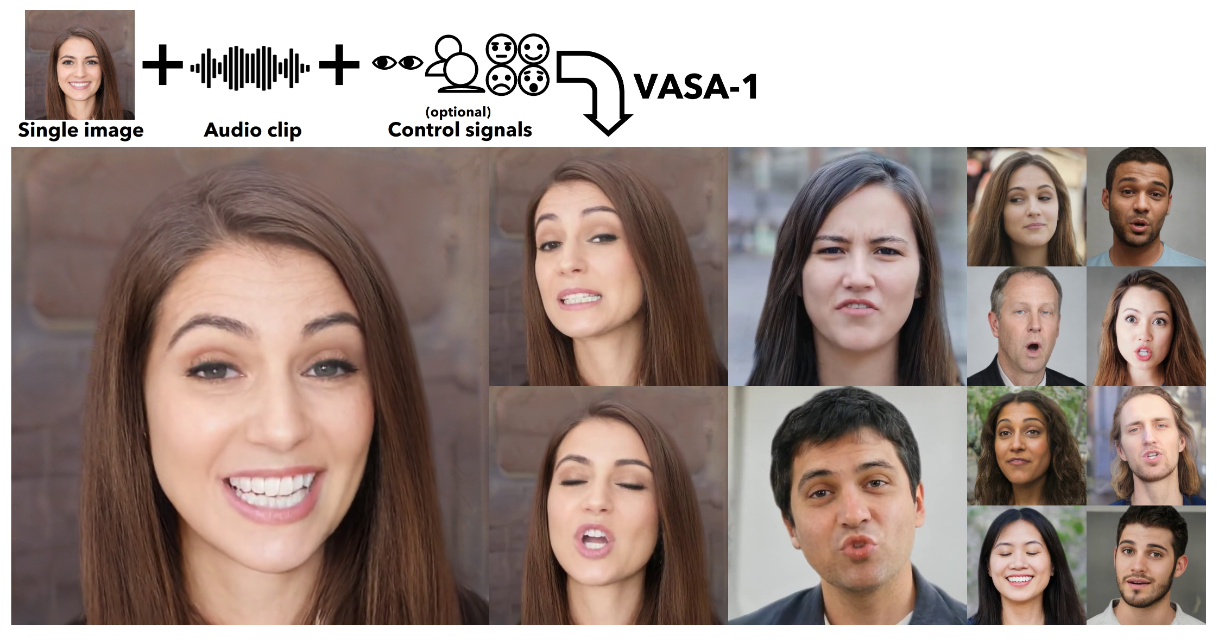 VASA-1
(optional)
Single image
Audio clip
Control signals